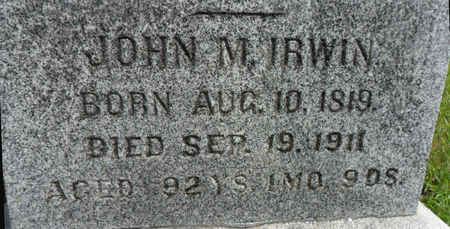 JOHN M. IRWIN.
BORN AUG. 10. 1819.
DIED SEP. 19. 1911
AGED 92 YS. 1 MO 9 DS.